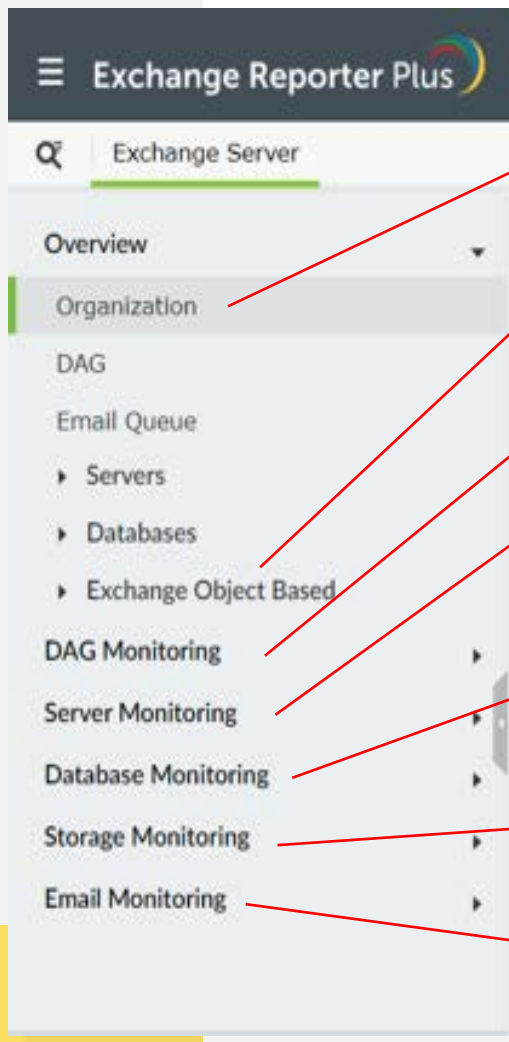 Exchange Reporter Plus
Exchange Server
Overview
Organization
DAG
Email Queue
Servers
Databases
Exchange Object Based
DAG Monitoring
Server Monitoring
Database Monitoring
Storage Monitoring
Email Monitoring